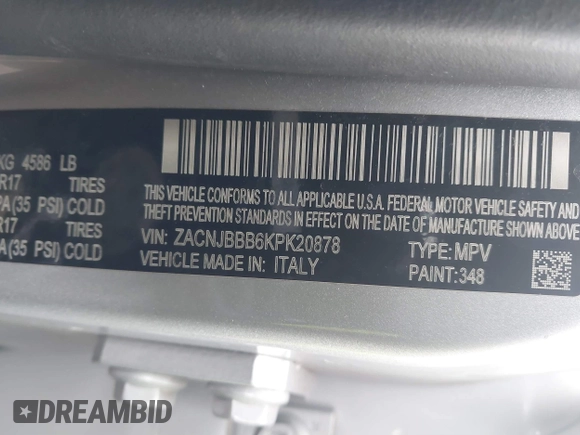 KG 4586 LB
R17 TIRES
PA(35 PSI) COLD
R17 TIRES
A(35 PSI) COLD
THIS VEHICLE CONFORMS TO ALL APPLICABLE U.S.A. FEDERAL MOTOR VEHICLE SAFETY AND
THEFT PREVENTION STANDARDS IN EFFECT ON THE DATE OF MANUFACTURE SHOWN ABOVE.
VIN: ZACNJBBB6KPK20878 TYPE: MPV
VEHICLE MADE IN: ITALY PAINT:348
DREAMBID